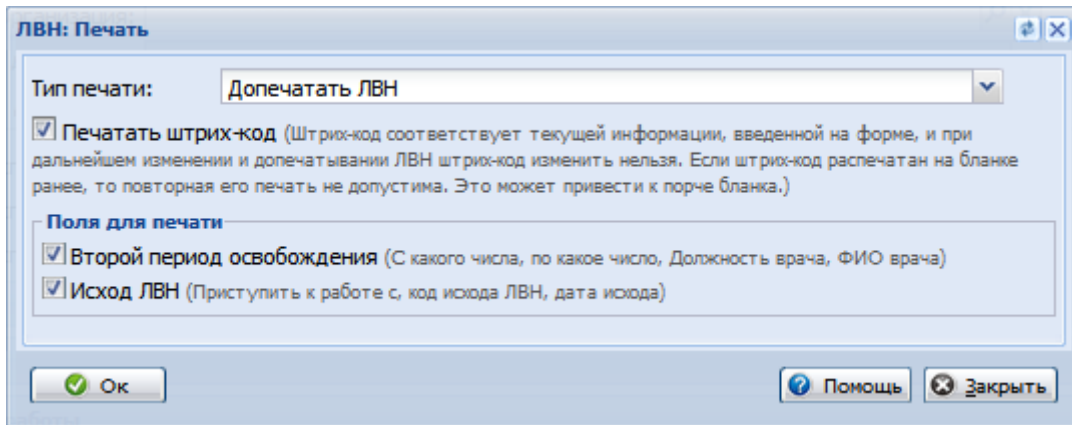 ЛВН: Печать
Тип печати: Допечатать ЛВН
Печатать штрих-код (Штрих-код соответствует текущей информации, введенной на форме, и при
дальнейшем изменении и допечатывании ЛВН штрих-код изменить нельзя. Если штрих-код распечатан на бланке
ранее, то повторная его печать не допустима. Это может привести к порче бланка.)
Поля для печати
Второй период освобождения (С какого числа, по какое число, Должность врача, ФИО врача)
Исход ЛВН (Приступить к работе с, код исхода ЛВН, дата исхода)
Ок Помощь Закрыть